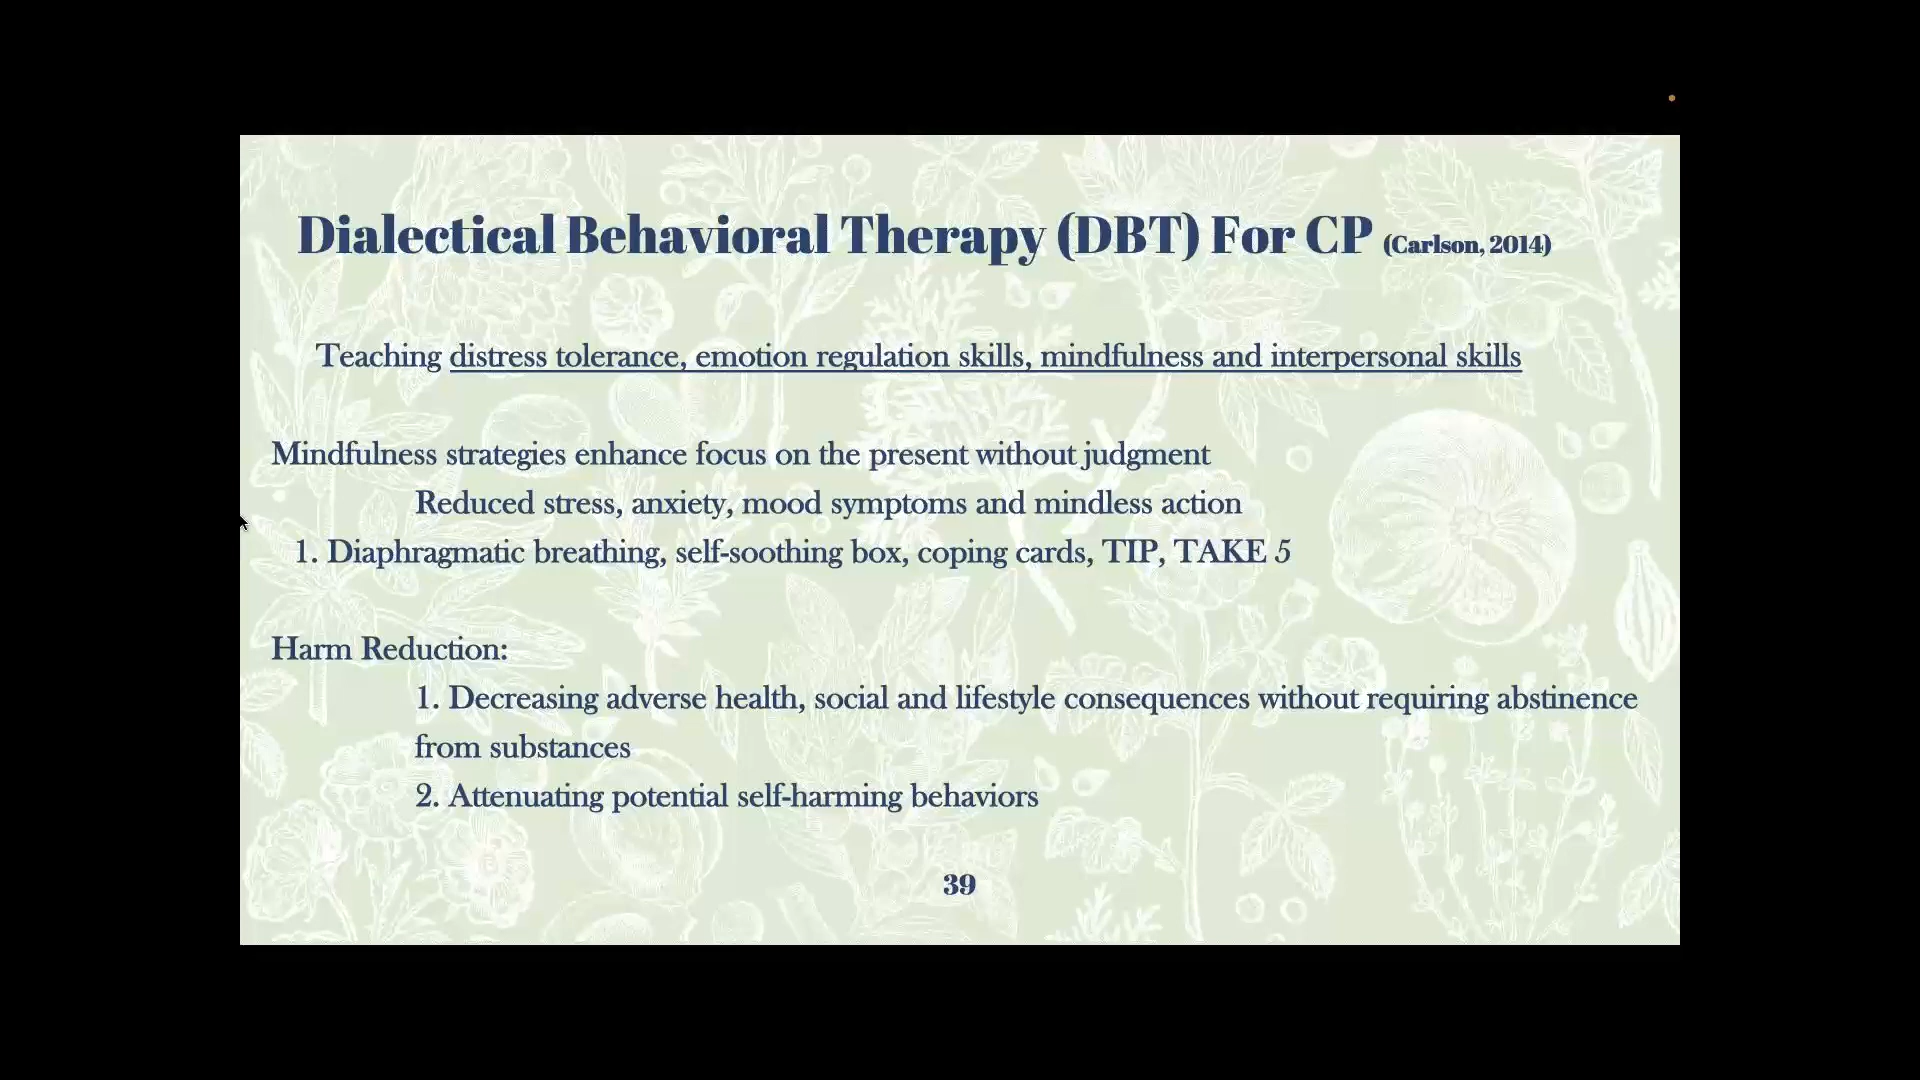 Dialectical Behavioral Therapy (DBT) For CP (Carlson, 2014)
Teaching distress tolerance, emotion regulation skills, mindfulness and interpersonal skills
Mindfulness strategies enhance focus on the present without judgment
Reduced stress, anxiety, mood symptoms and mindless action
1. Diaphragmatic breathing, self-soothing box, coping cards, TIP, TAKE 5
Harm Reduction:
1. Decreasing adverse health, social and lifestyle consequences without requiring abstinence
from substances
2. Attenuating potential self-harming behaviors
39